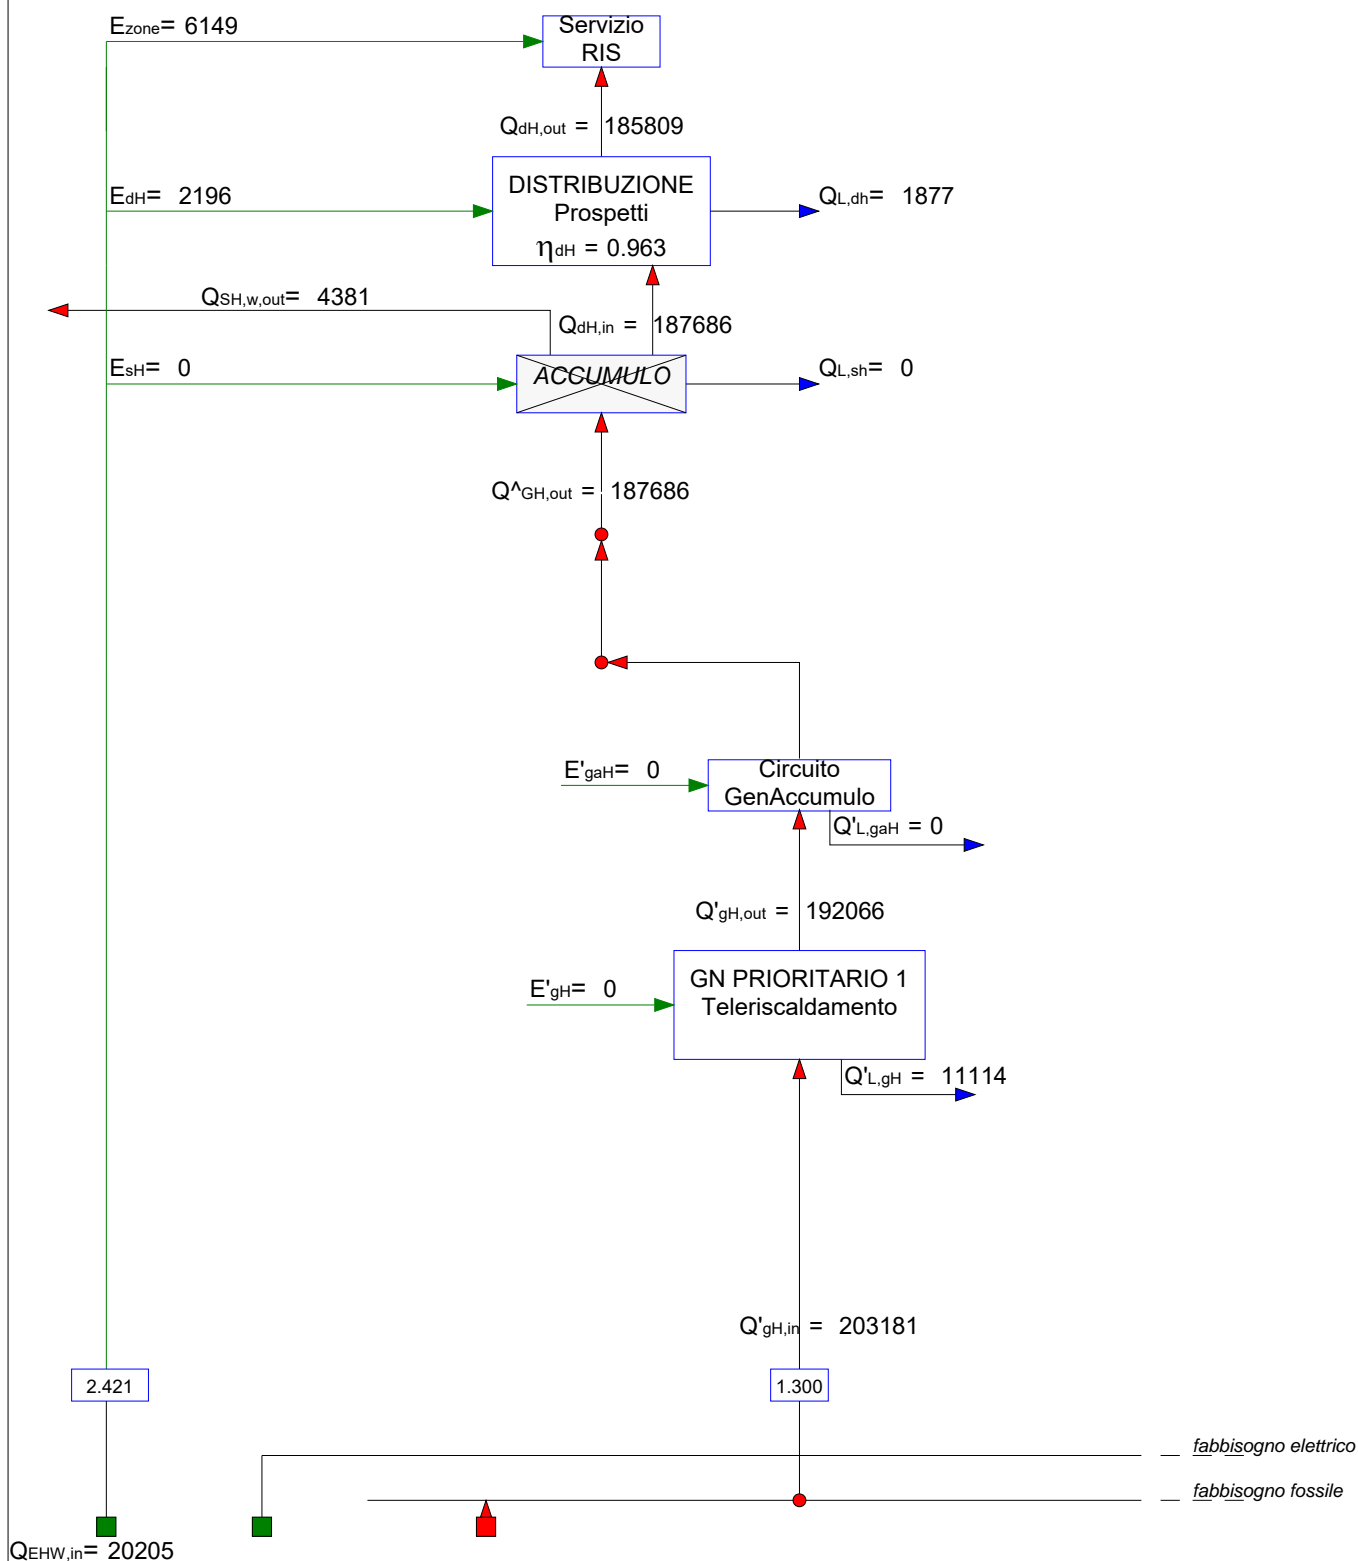 Ezone= 6149
Servizio
RIS
QdH,out = 185809
EdH= 2196
DISTRIBUZIONE
Prospetti
ηdH = 0.963
QL,dh= 1877
QSH,w,out= 4381
QdH,in = 187686
EsH= 0
ACCUMULO
QL,sh= 0
Q^GH,out = 187686
E'gaH= 0
Circuito
GenAccumulo
Q'L,gaH = 0
Q'gH,out = 192066
GN PRIORITARIO 1
Teleriscaldamento
E'gH= 0
Q'L,gH = 11114
Q'gH,in = 203181
2.421
1.300
fabbisogno elettrico
fabbisogno fossile
QEHW,in= 20205